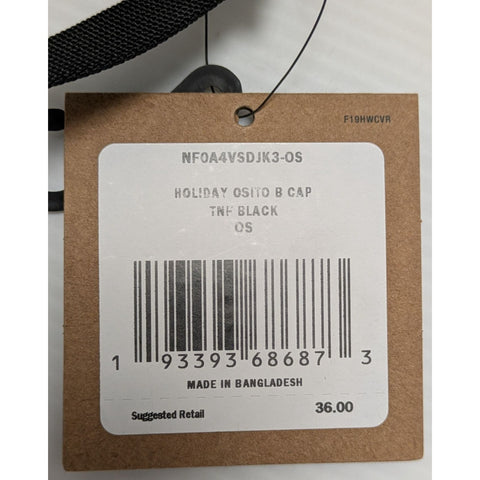 F19HWCVR
NF0A4VSDJK3-OS
HOLIDAY OSITO B CAP
TNF BLACK
OS
1 93393 68687 3
MADE IN BANGLADESH
Suggested Retail 36.00